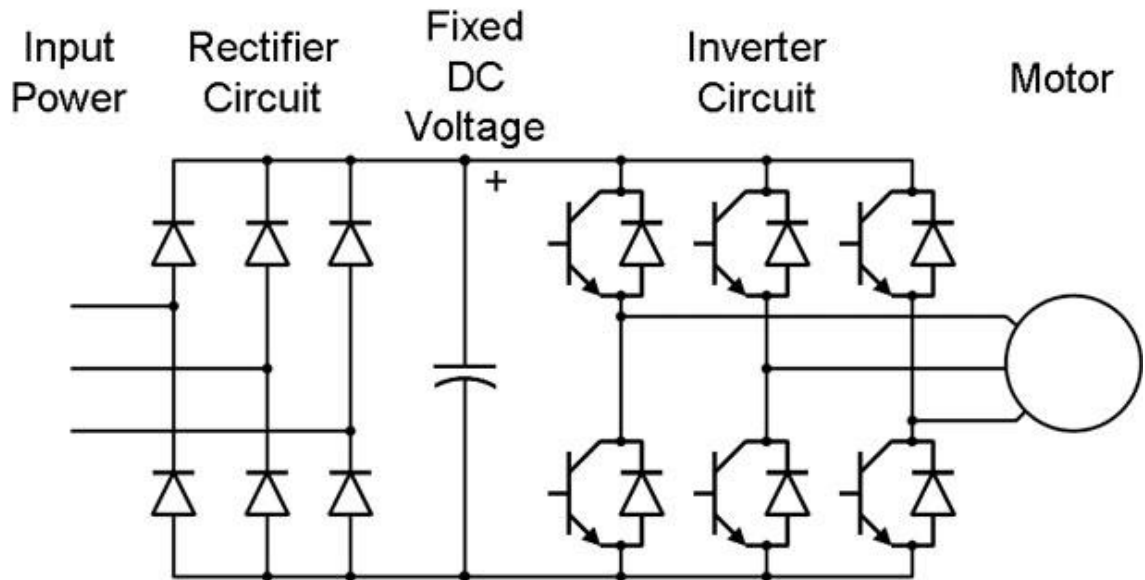 Input
Power
Rectifier
Circuit
Fixed
DC
Voltage
+
Inverter
Circuit
Motor